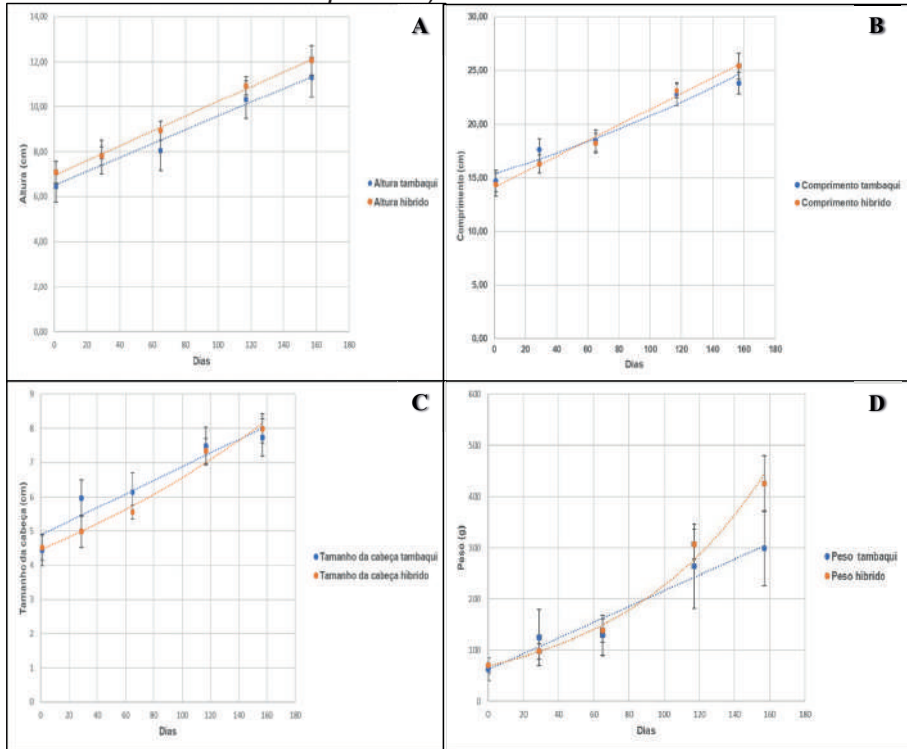 A
14,00
12,00
10,00
8,00
6,00
4,00
2,00
0,00
0 20 40 60 80 100 120 140 160 180
Altura (cm)
Dias
Altura tambaqui
Altura hibrido
B
30,00
25,00
20,00
15,00
10,00
5,00
0,00
0 20 40 60 80 100 120 140 160 180
Comprimento (cm)
Dias
Comprimento tambaqui
Comprimento hibrido
C
9
8
7
6
5
4
3
2
1
0
0 20 40 60 80 100 120 140 160 180
Tamanho da cabeça (cm)
Dias
Tamanho da cabeça tambaqui
Tamanho da cabeça hibrido
D
600
500
400
300
200
100
0
0 20 40 60 80 100 120 140 160 180
Peso (g)
Dias
Peso tambaqui
Peso hibrido